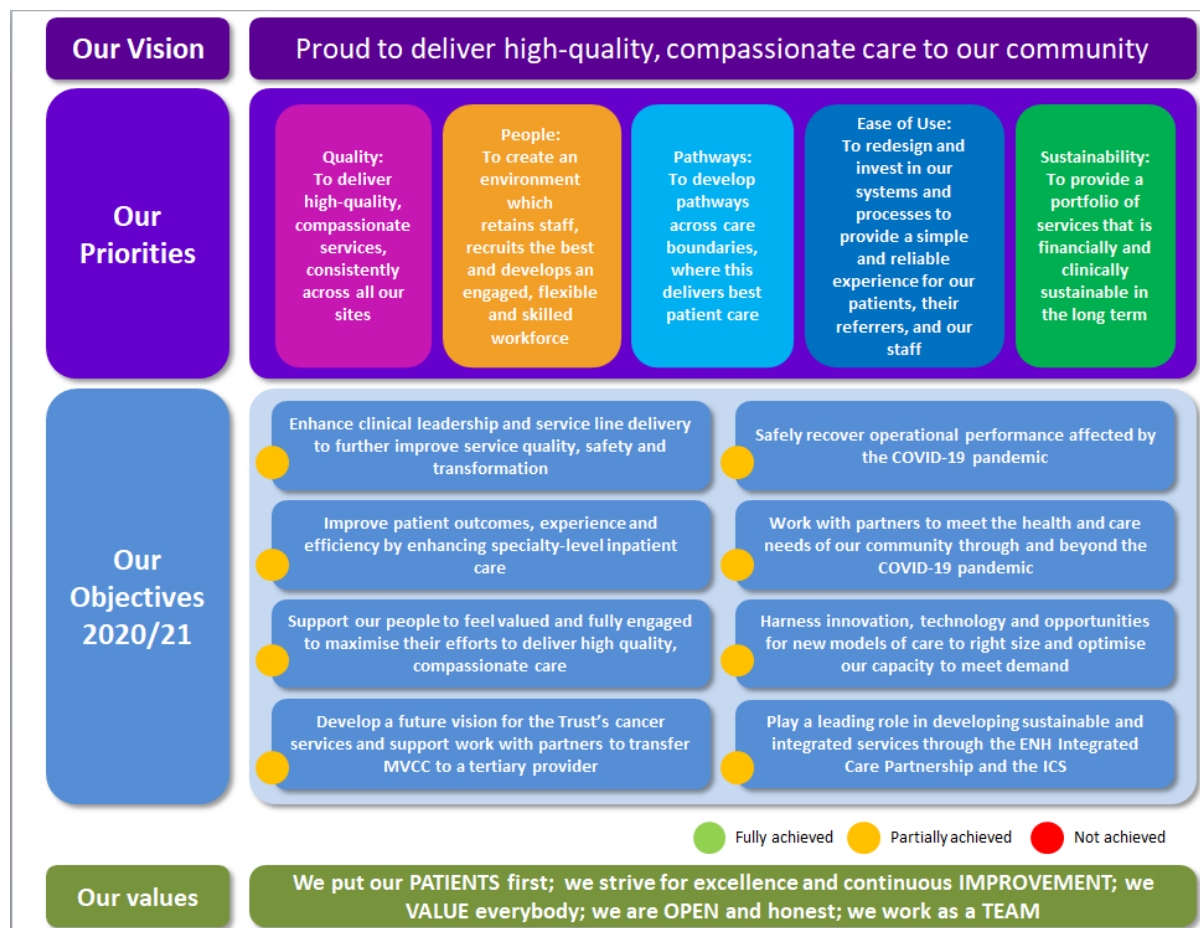 Our Vision
Proud to deliver high-quality, compassionate care to our community
Our
Priorities
Quality:
To deliver
high-quality,
compassionate
services,
consistently
across all our
sites
People:
To create an
environment
which
retains staff,
recruits the best
and develops an
engaged, flexible
and skilled
workforce
Pathways:
To develop
pathways
across care
boundaries,
where this
delivers best
patient care
Ease of Use:
To redesign and
invest in our
systems and
processes to
provide a simple
and reliable
experience for our
patients, their
referrers, and our
staff
Sustainability:
To provide a
portfolio of
services that is
financially and
clinically
sustainable in
the long term
Our
Objectives
2020/21
Enhance clinical leadership and service line delivery
to further improve service quality, safety and
transformation
Safely recover operational performance affected by
the COVID-19 pandemic
Improve patient outcomes, experience and
efficiency by enhancing specialty-level inpatient
care
Work with partners to meet the health and care
needs of our community through and beyond the
COVID-19 pandemic
Support our people to feel valued and fully engaged
to maximise their efforts to deliver high quality,
compassionate care
Harness innovation, technology and opportunities
for new models of care to right size and optimise
our capacity to meet demand
Develop a future vision for the Trust's cancer
services and support work with partners to transfer
MVCC to a tertiary provider
Play a leading role in developing sustainable and
integrated services through the ENH Integrated
Care Partnership and the ICS
Fully achieved
Partially achieved
Not achieved
Our values
We put our PATIENTS first; we strive for excellence and continuous IMPROVEMENT; we
VALUE everybody; we are OPEN and honest; we work as a TEAM